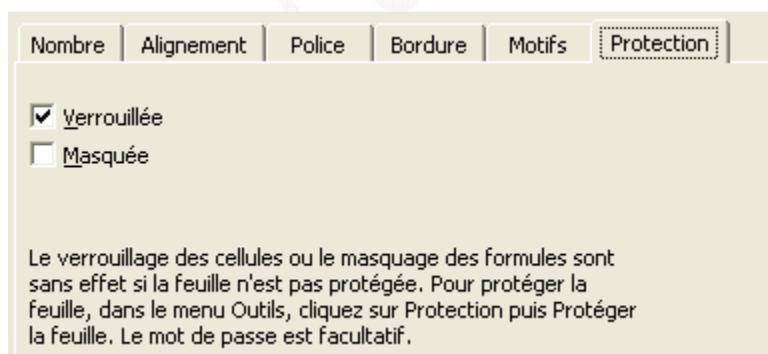 Nombre Alignement Police Bordure Motifs Protection
Verrouillée
Masquée
Le verrouillage des cellules ou le masquage des formules sont
sans effet si la feuille n'est pas protégée. Pour protéger la
feuille, dans le menu Outils, cliquez sur Protection puis Protéger
la feuille. Le mot de passe est facultatif.